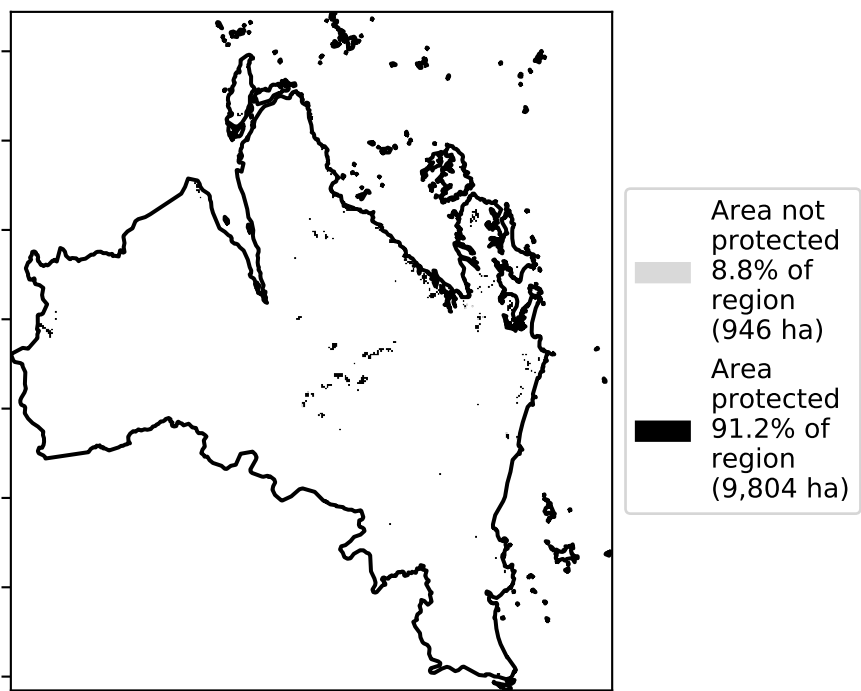 Area not
protected
8.8% of
region
(946 ha)
Area
protected
91.2% of
region
(9,804 ha)